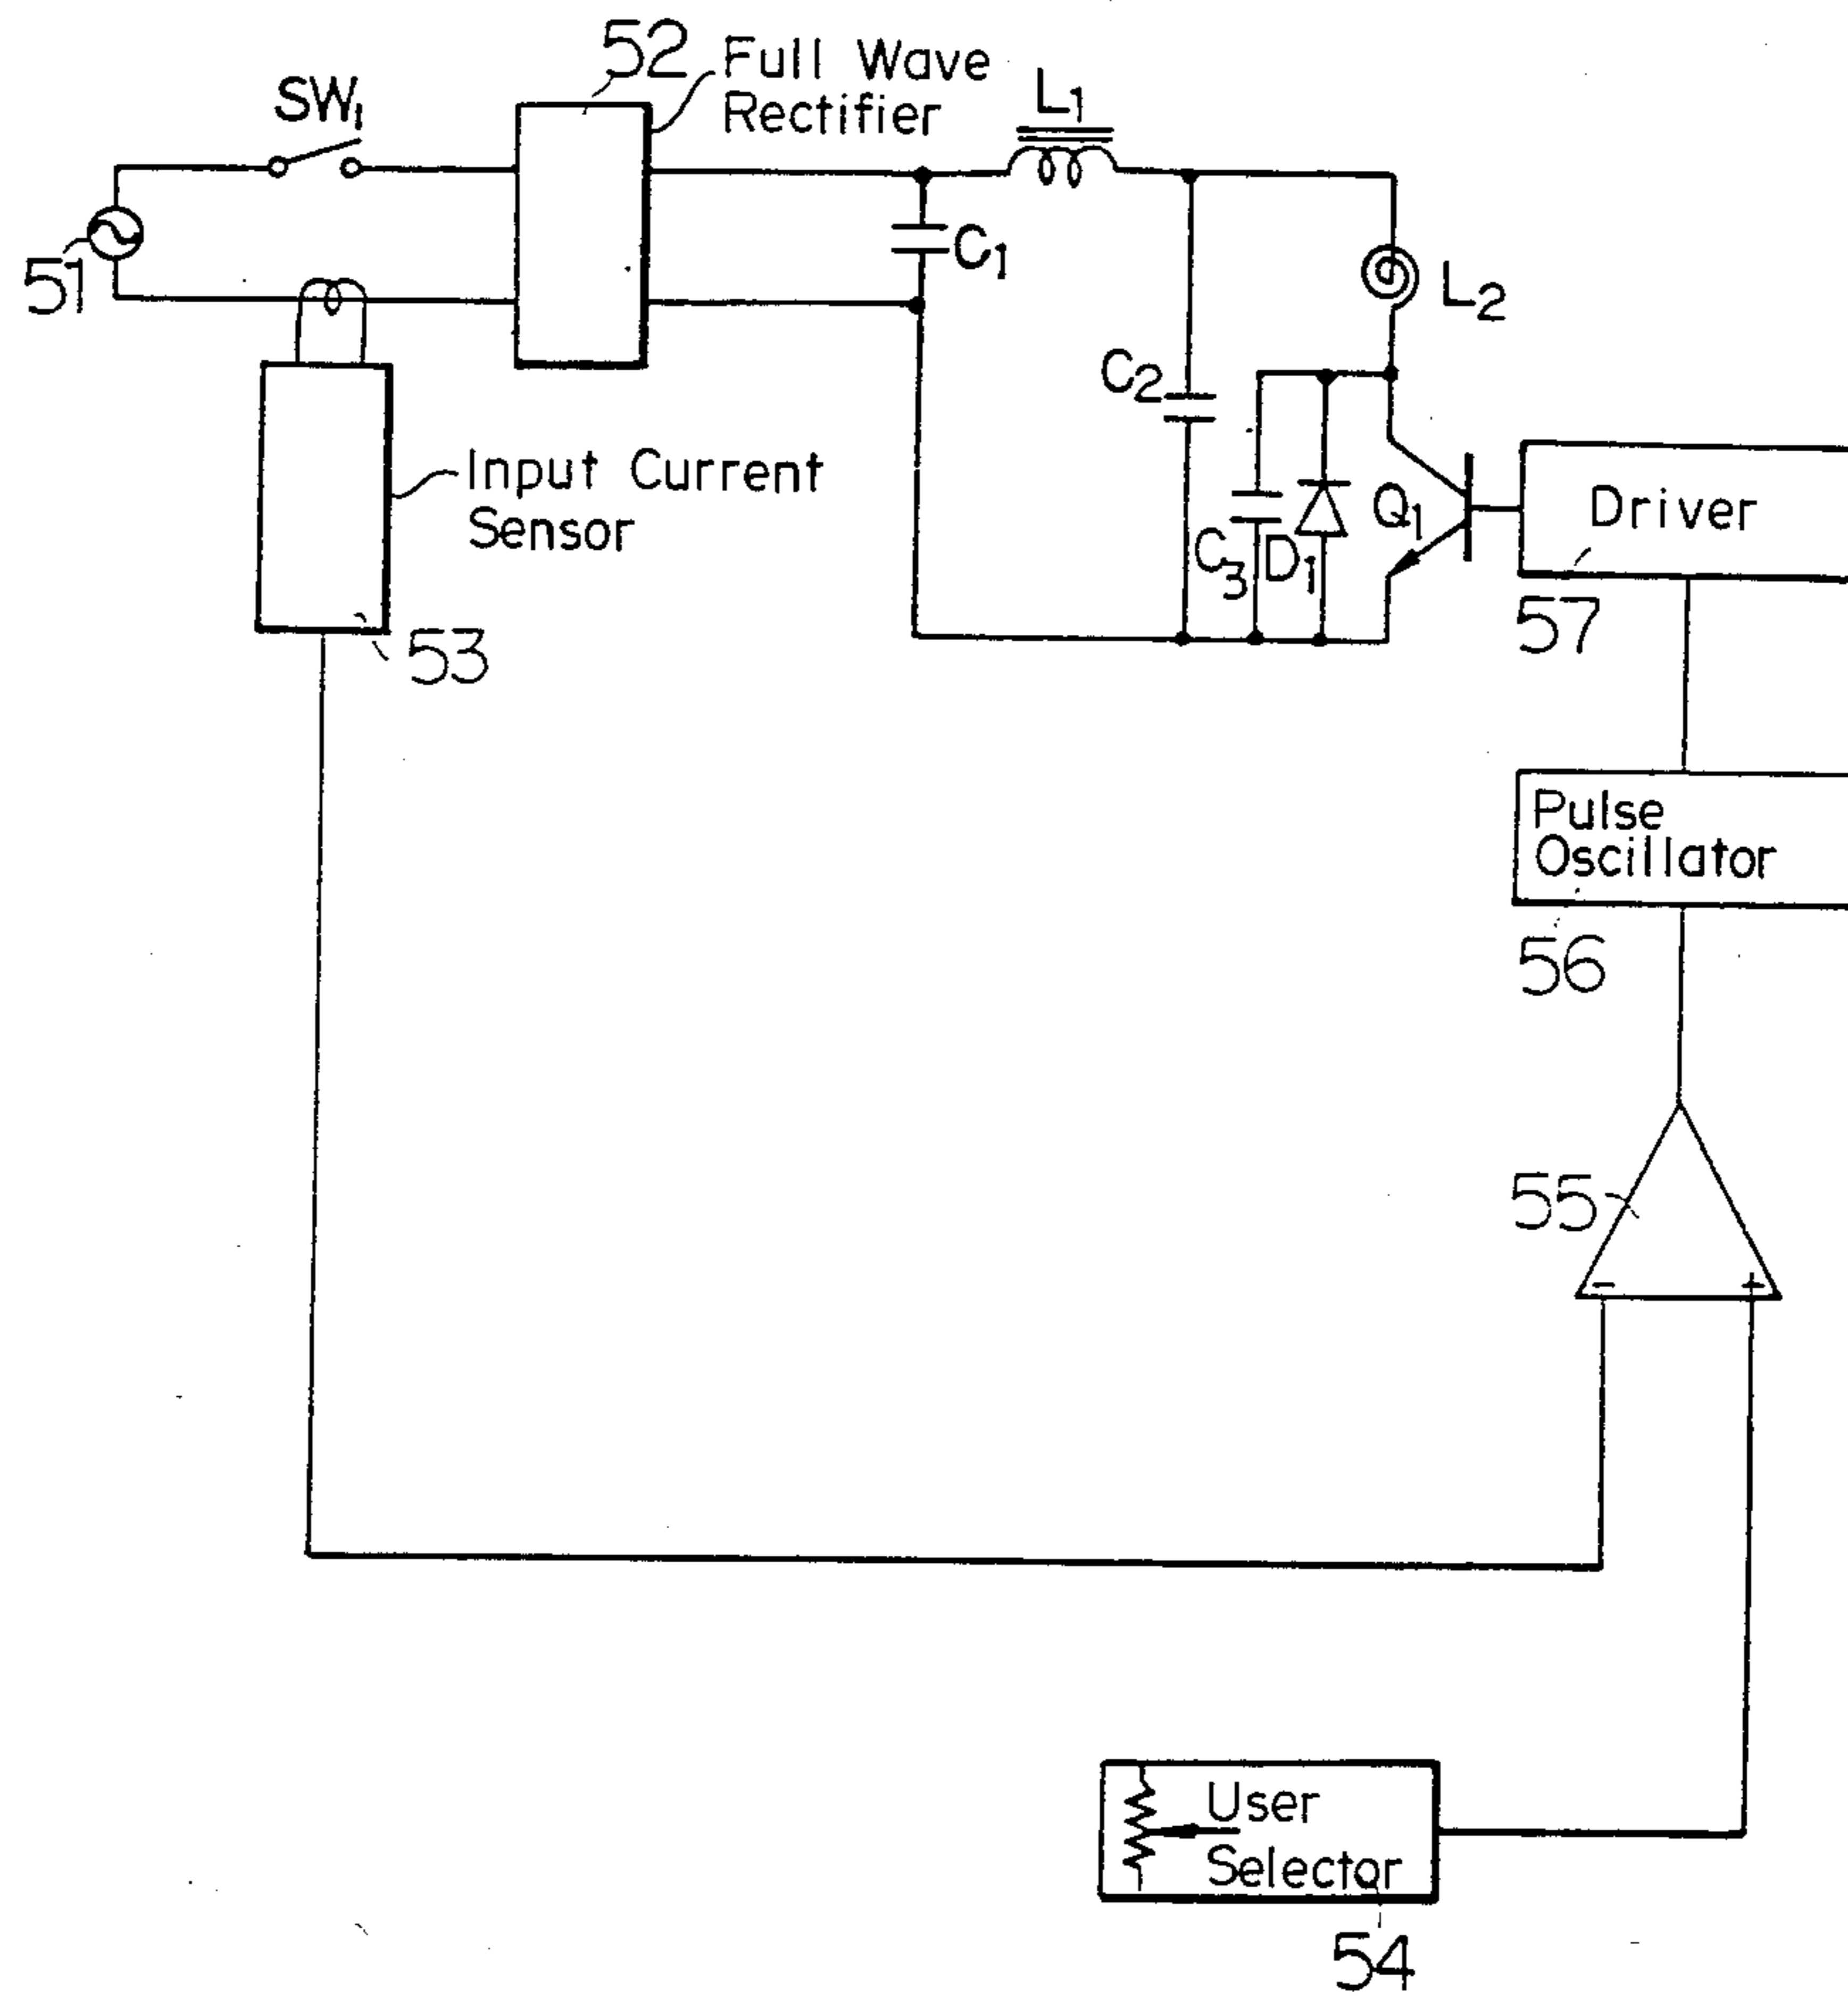 52
Full Wave
Rectifier
SW1
L1
51
C1
L2
C2
Input Current
Sensor
Q1
Driver
C3
D1
57
53
Pulse
Oscillator
56
55
-
+
User
Selector
54